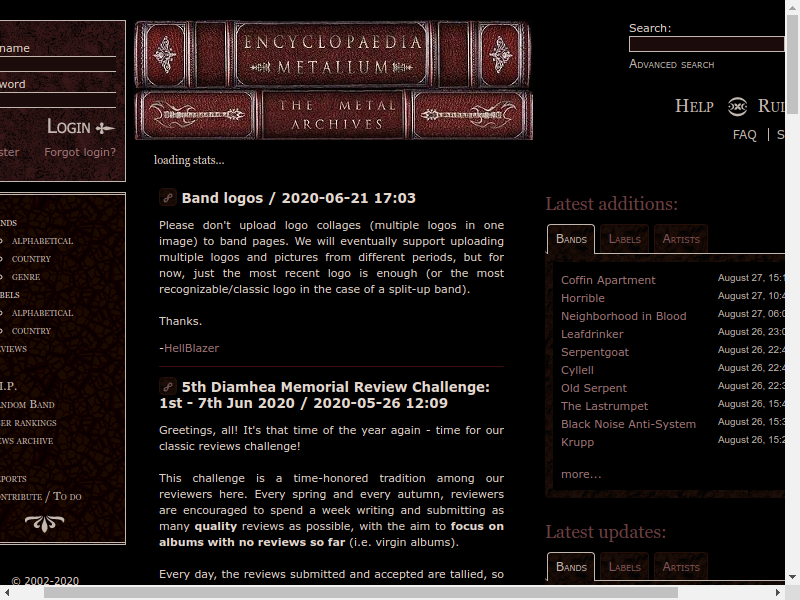 name
word
LOGIN
ster Forgot login?
ENCYCLOPAEDIA
METALLUM
THE METAL
ARCHIVES
loading stats...
Search:
ADVANCED SEARCH
HELP RUL
FAQ | S
NDS
ALPHABETICAL
COUNTRY
GENRE
BELS
ALPHABETICAL
COUNTRY
VIEWS
I.P.
ANDOM BAND
ER RANKINGS
EWS ARCHIVE
PORTS
ONTRIBUTE / TO DO
© 2002-2020
Band logos / 2020-06-21 17:03
Please don't upload logo collages (multiple logos in one
image) to band pages. We will eventually support uploading
multiple logos and pictures from different periods, but for
now, just the most recent logo is enough (or the most
recognizable/classic logo in the case of a split-up band).
Thanks.
-HellBlazer
5th Diamhea Memorial Review Challenge:
1st - 7th Jun 2020 / 2020-05-26 12:09
Greetings, all! It's that time of the year again - time for our
classic reviews challenge!
This challenge is a time-honored tradition among our
reviewers here. Every spring and every autumn, reviewers
are encouraged to spend a week writing and submitting as
many quality reviews as possible, with the aim to focus on
albums with no reviews so far (i.e. virgin albums).
Every day, the reviews submitted and accepted are tallied, so
Latest additions:
BANDS LABELS ARTISTS
Coffin Apartment August 27, 15:1
Horrible August 27, 10:4
Neighborhood in Blood August 27, 06:0
Leafdrinker August 26, 23:0
Serpentgoat August 26, 22:4
Cyllell August 26, 22:4
Old Serpent August 26, 22:3
The Lastrumpet August 26, 15:4
Black Noise Anti-System August 26, 15:3
Krupp August 26, 15:2
more...
Latest updates:
BANDS LABELS ARTISTS